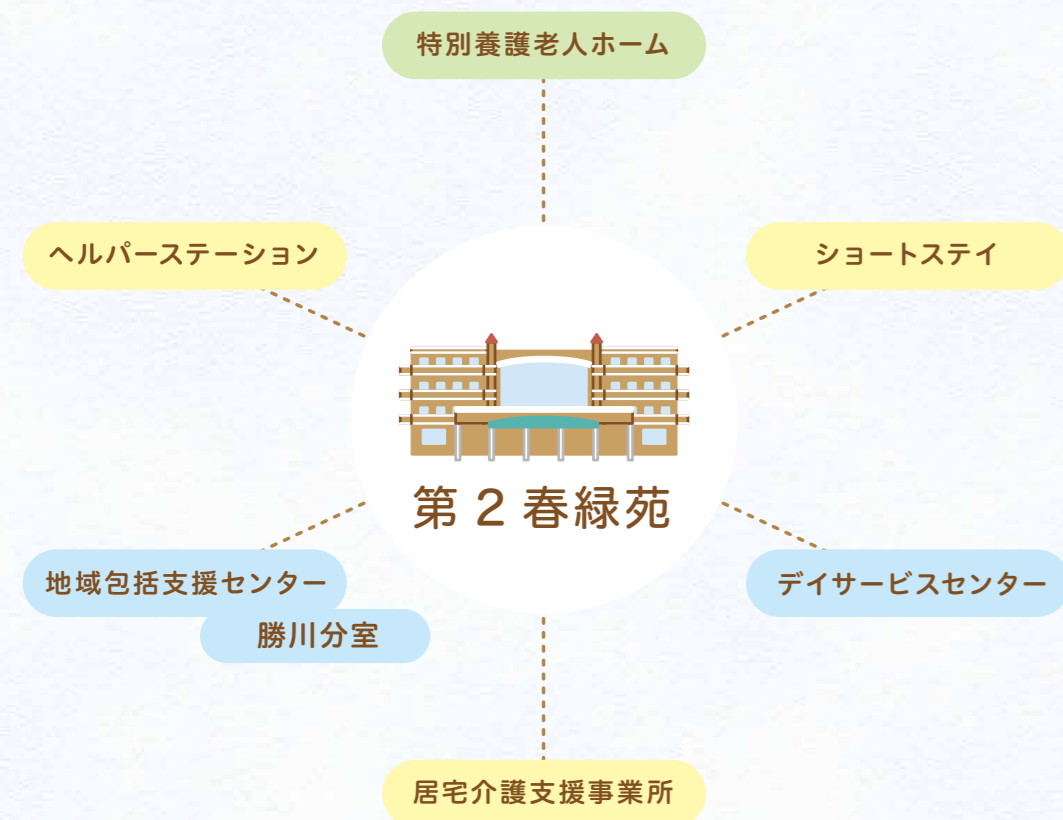 特別養護老人ホーム
ヘルパーステーション
ショートステイ
第2春緑苑
地域包括支援センター
勝川分室
デイサービスセンター
居宅介護支援事業所